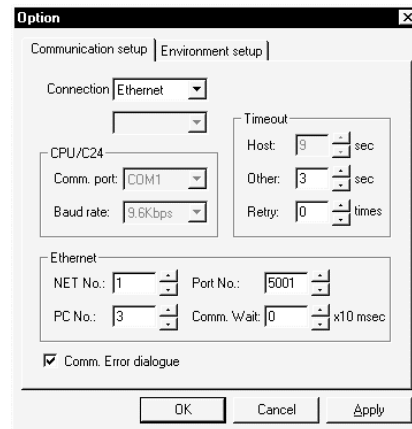 Option
Communication setup
Environment setup
Connection Ethernet
Timeout
Host: 9 sec
CPU/C24
Comm. port: COM1
Other: 3 sec
Baud rate: 9.6Kbps
Retry: 0 times
Ethernet
NET No.: 1 Port No.: 5001
PC No.: 3 Comm. Wait: 0 x10 msec
Comm. Error dialogue
OK Cancel Apply